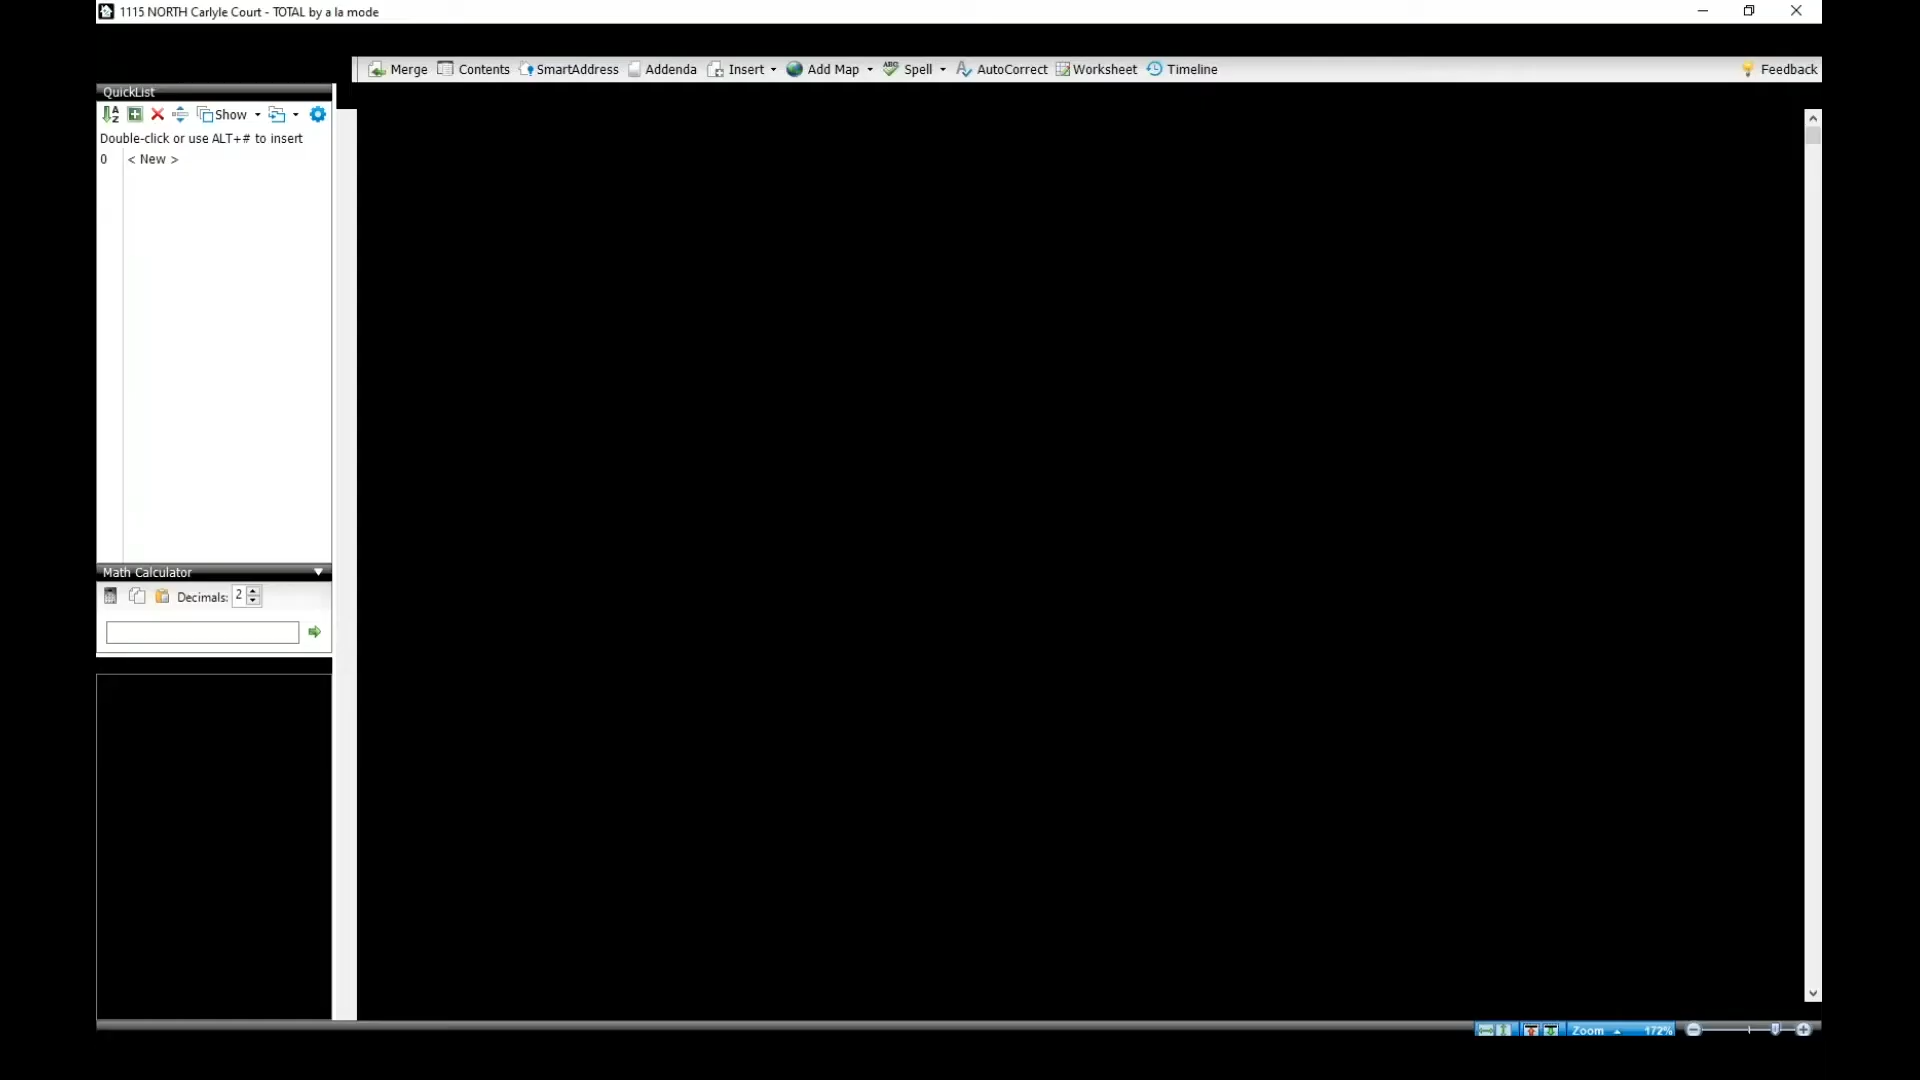 1115 NORTH Carlyle Court - TOTAL by a la mode
Merge Contents SmartAddress Addenda Insert Add Map Spell AutoCorrect Worksheet Timeline Feedback
QuickList
Show
Double-click or use ALT+# to insert
0 < New >
Math Calculator
Decimals: 2
Zoom 172%